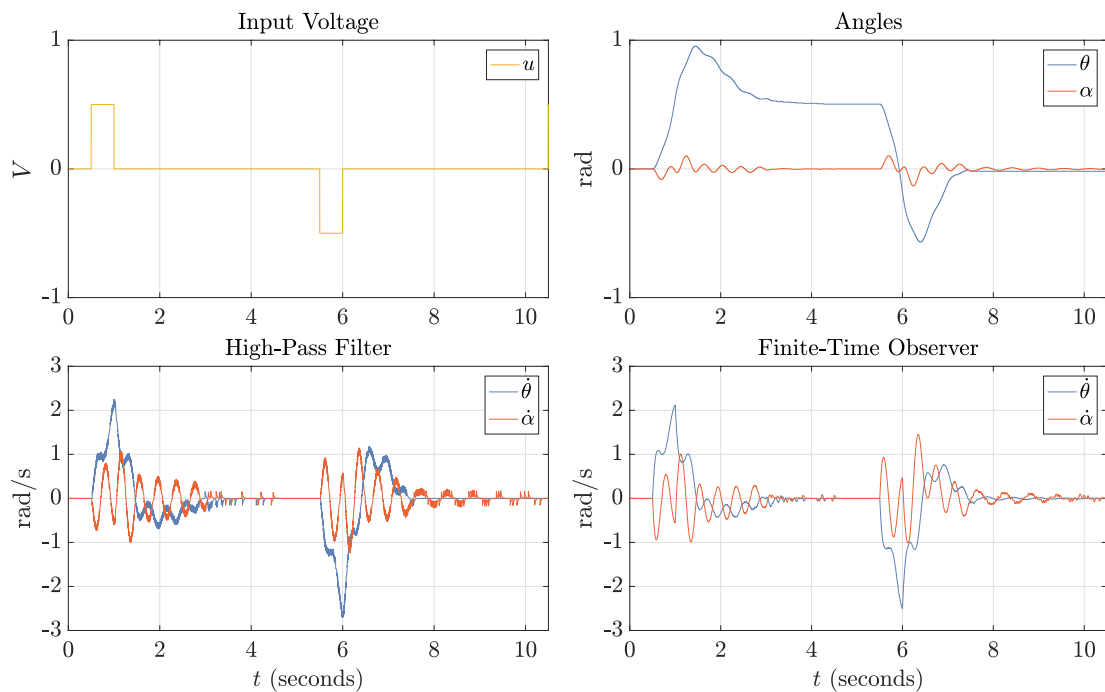 Input Voltage
1
0
-1
V
u
0 2 4 6 8 10
Angles
1
0
-1
rad
θ
α
0 2 4 6 8 10
High-Pass Filter
3
2
1
0
-1
-2
-3
rad/s
θ̇
α̇
0 2 4 6 8 10
t (seconds)
Finite-Time Observer
3
2
1
0
-1
-2
-3
rad/s
θ̇
α̇
0 2 4 6 8 10
t (seconds)